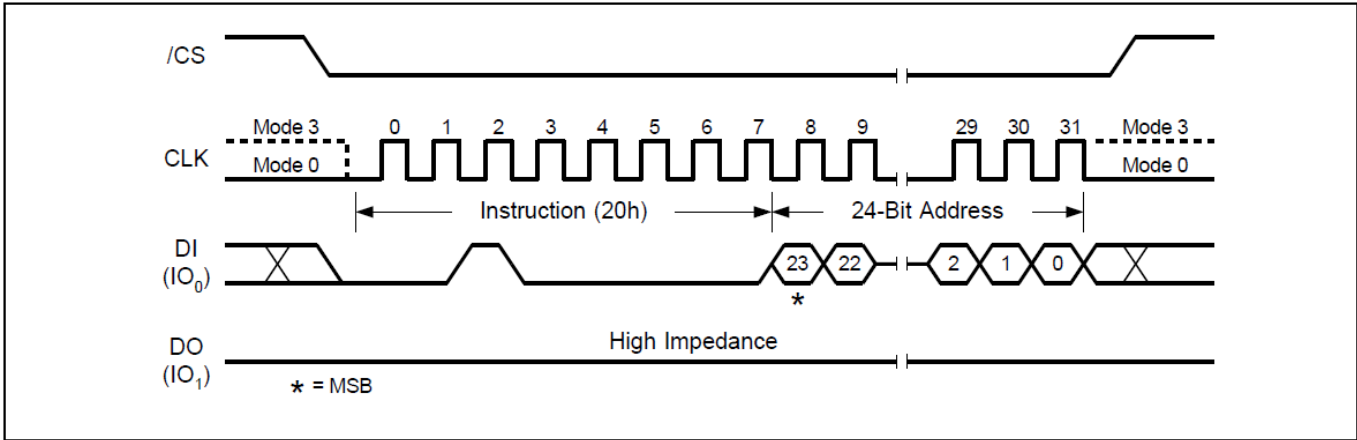 /CS
Mode 3 0 1 2 3 4 5 6 7 8 9 29 30 31 Mode 3
CLK
Mode 0 Mode 0
Instruction (20h) 24-Bit Address
DI
(IO0) 23 22 2 1 0
*
High Impedance
DO
(IO1)
* = MSB